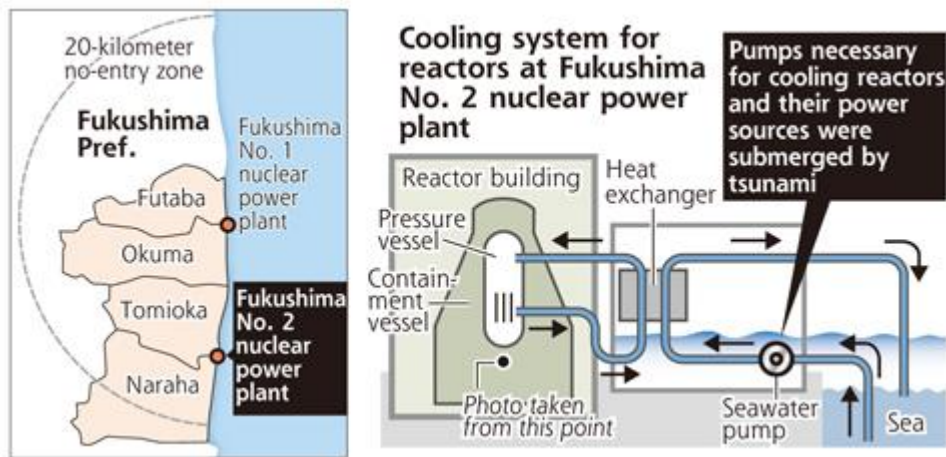 20-kilometer
no-entry zone
Fukushima
Pref.
Fukushima
No. 1
nuclear
power
plant
Futaba
Okuma
Tomioka
Naraha
Fukushima
No. 2
nuclear
power
plant
Cooling system for
reactors at Fukushima
No. 2 nuclear power
plant
Pumps necessary
for cooling reactors
and their power
sources were
submerged by
tsunami
Reactor building
Pressure
vessel
Contain-
ment
vessel
Heat
exchanger
Photo taken
from this point
Seawater
pump
Sea